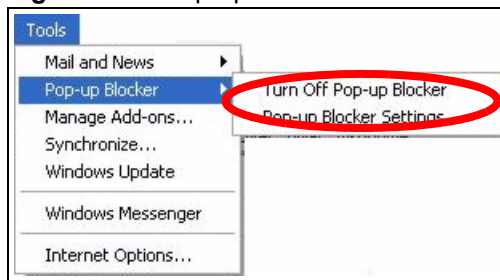 Tools
Mail and News
Pop-up Blocker
Turn Off Pop-up Blocker
Manage Add-ons...
Pop-up Blocker Settings
Synchronize...
Windows Update
Windows Messenger
Internet Options...